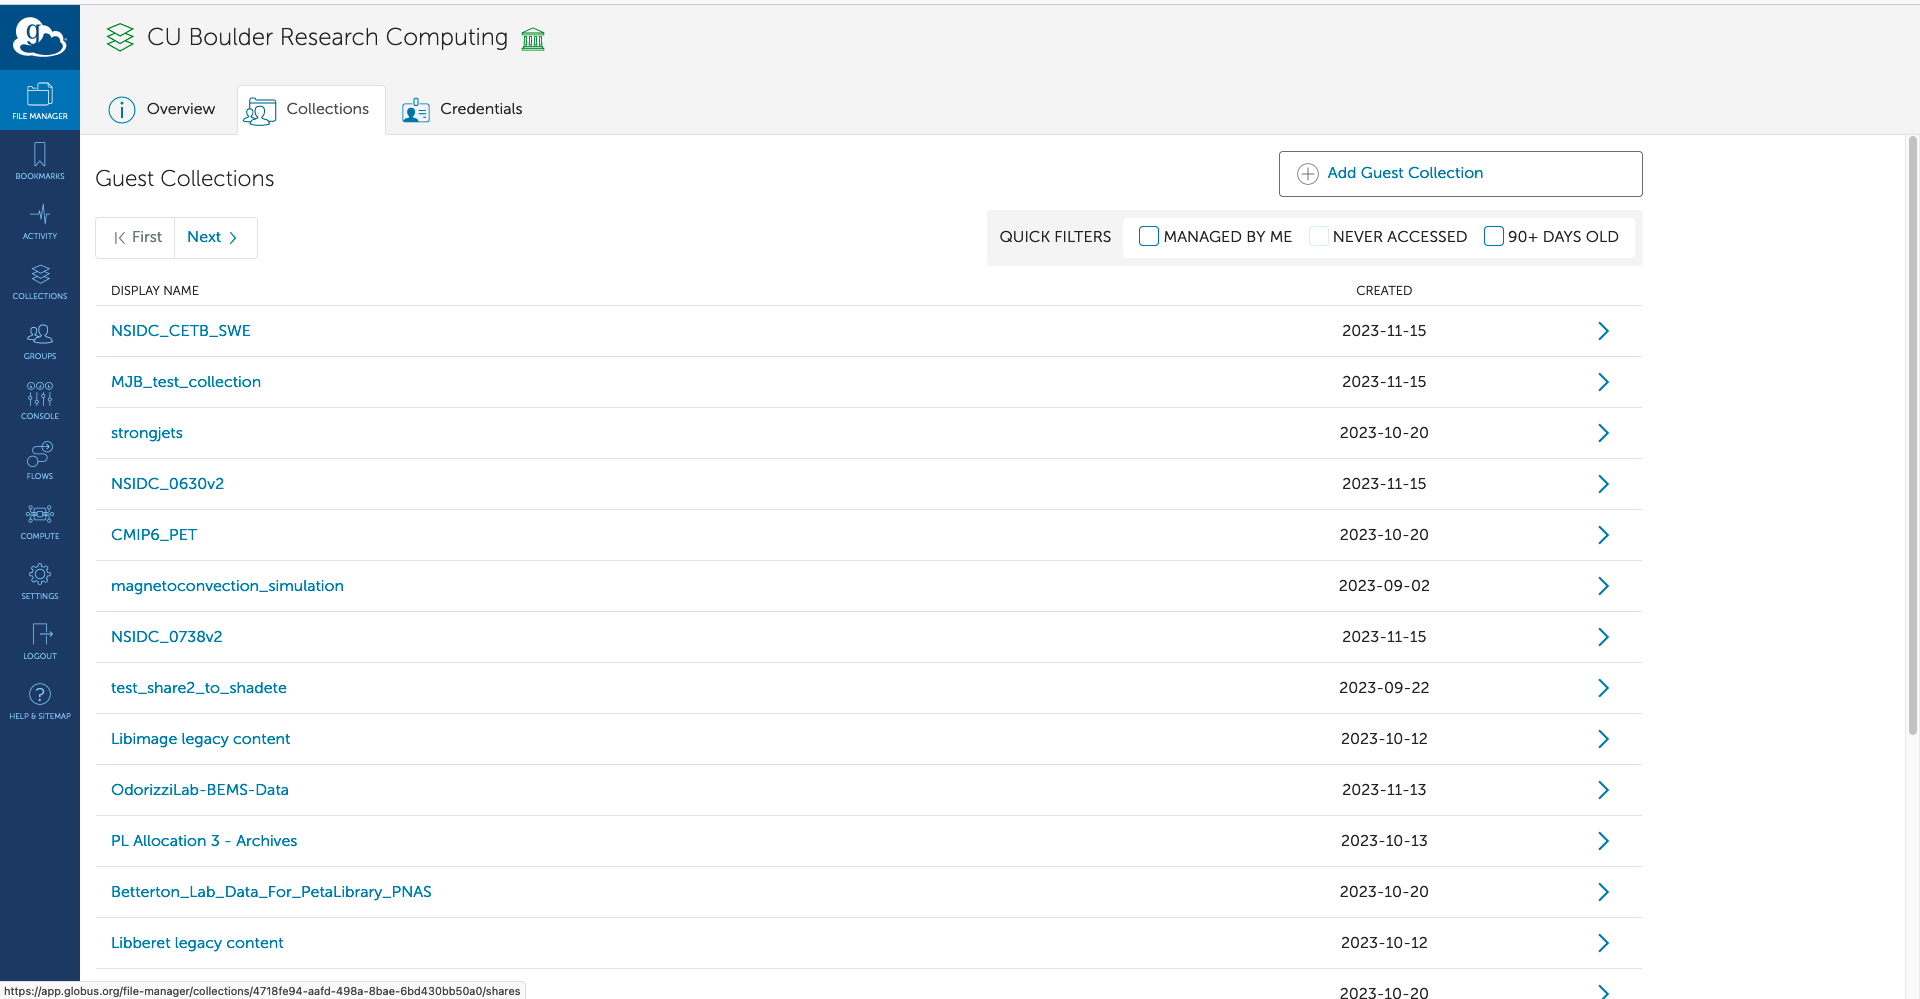 CU Boulder Research Computing
Overview
Collections
Credentials
FILE MANAGER
BOOKMARKS
ACTIVITY
COLLECTIONS
GROUPS
CONSOLE
FLOWS
COMPUTE
SETTINGS
LOGOUT
HELP & SITEMAP
Guest Collections
Add Guest Collection
First Next
QUICK FILTERS MANAGED BY ME NEVER ACCESSED 90+ DAYS OLD
DISPLAY NAME CREATED
NSIDC_CETB_SWE 2023-11-15
MJB_test_collection 2023-11-15
strongjets 2023-10-20
NSIDC_0630v2 2023-11-15
CMIP6_PET 2023-10-20
magnetoconvection_simulation 2023-09-02
NSIDC_0738v2 2023-11-15
test_share2_to_shadete 2023-09-22
Libimage legacy content 2023-10-12
OdorizziLab-BEMS-Data 2023-11-13
PL Allocation 3 - Archives 2023-10-13
Betterton_Lab_Data_For_PetaLibrary_PNAS 2023-10-20
Libberet legacy content 2023-10-12
2023-10-20
https://app.globus.org/file-manager/collections/4718fe94-aafd-498a-8bae-6bd430bb50a0/shares